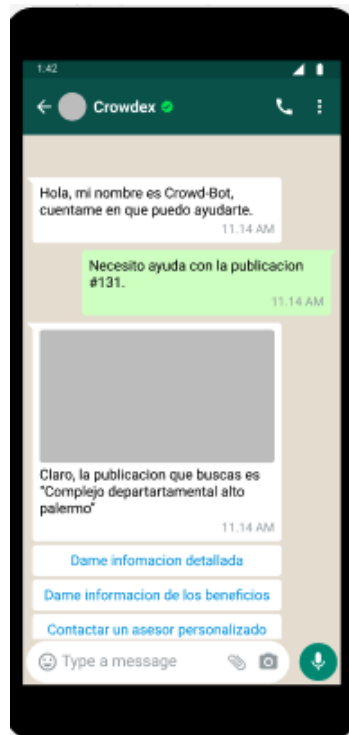 1:42
Crowdex
Hola, mi nombre es Crowd-Bot,
cuentame en que puedo ayudarte.
11.14 AM
Necesito ayuda con la publicacion
#131.
11.14 AM
Claro, la publicacion que buscas es
"Complejo departartamental alto
palermo"
11.14 AM
Dame infomacion detallada
Dame informacion de los beneficios
Contactar un asesor personalizado
Type a message